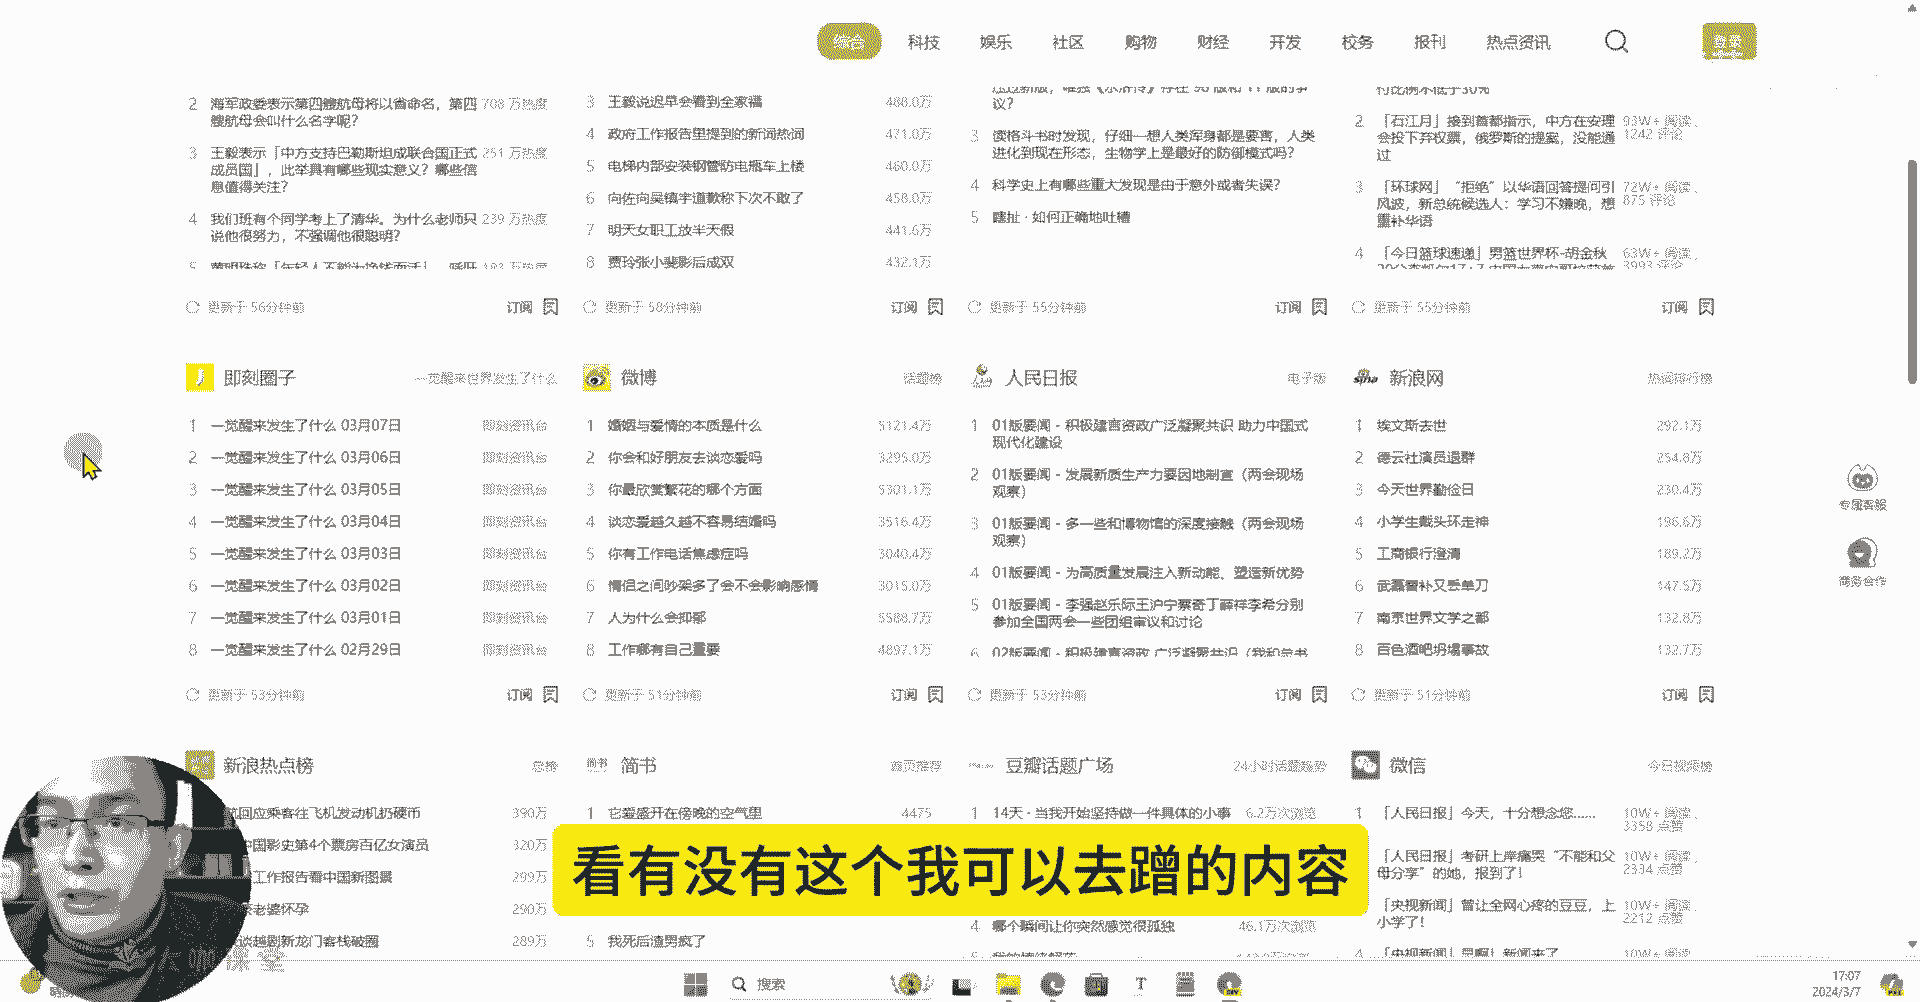 综合 科技 娱乐 社区 购物 财经 开发 校务 报刊 热点资讯 登录
2 海军政委表示第四艘航母将以省命名，第四 708 万热度
艘航母会叫什么名字呢？
3 王毅表示「中方支持巴勒斯坦成联合国正式 251 万热度
成员国」，此举具有哪些现实意义？哪些信
息值得关注？
4 我们班有个同学考上了清华。为什么老师只 239 万热度
说他很努力，不强调他很聪明？
更新于 56分钟前 订阅
3 王毅说迟早会看到全家福 488.0万
4 政府工作报告里提到的新词热词 471.0万
5 电梯内部安装钢管防电瓶车上楼 460.0万
6 向佐向吴镇宇道歉称下次不敢了 458.0万
7 明天女职工放半天假 441.6万
8 贾玲张小斐影后成双 432.1万
更新于 58分钟前 订阅
议？
3 读格斗书时发现，仔细一想人类浑身都是要害，人类
进化到现在形态，生物学上是最好的防御模式吗？
4 科学史上有哪些重大发现是由于意外或者失误？
5 瞎扯 · 如何正确地吐槽
更新于 55分钟前 订阅
村比例不低于30%
2 「石江月」接到首都指示，中方在安理 93W+ 阅读、
会投下弃权票，俄罗斯的提案，没能通 1242 评论
过
3 「环球网」“拒绝”以华语回答提问引 72W+ 阅读、
风波，新总统候选人：学习不嫌晚，想 875 评论
重补华语
4 「今日篮球速递」男篮世界杯-胡金秋 63W+ 阅读、
3993 评论
更新于 55分钟前 订阅
即刻圈子 一觉醒来世界发生了什么
1 一觉醒来发生了什么 03月07日 即刻资讯台
2 一觉醒来发生了什么 03月06日 即刻资讯台
3 一觉醒来发生了什么 03月05日 即刻资讯台
4 一觉醒来发生了什么 03月04日 即刻资讯台
5 一觉醒来发生了什么 03月03日 即刻资讯台
6 一觉醒来发生了什么 03月02日 即刻资讯台
7 一觉醒来发生了什么 03月01日 即刻资讯台
8 一觉醒来发生了什么 02月29日 即刻资讯台
更新于 53分钟前 订阅
微博 话题榜
1 婚姻与爱情的本质是什么 5121.4万
2 你会和好朋友去谈恋爱吗 3295.0万
3 你最欣赏繁花的哪个方面 5301.1万
4 谈恋爱越久越不容易结婚吗 3516.4万
5 你有工作电话焦虑症吗 3040.4万
6 情侣之间吵架多了会不会影响感情 3015.0万
7 人为什么会抑郁 5588.7万
8 工作哪有自己重要 4897.1万
更新于 51分钟前 订阅
人民日报 电子版
1 01版要闻 - 积极建言资政广泛凝聚共识 助力中国式
现代化建设
2 01版要闻 - 发展新质生产力要因地制宜（两会现场
观察）
3 01版要闻 - 多一些和博物馆的深度接触（两会现场
观察）
4 01版要闻 - 为高质量发展注入新动能、塑造新优势
5 01版要闻 - 李强赵乐际王沪宁蔡奇丁薛祥李希分别
参加全国两会一些团组审议和讨论
6 02版要闻 - 积极建言资政 广泛凝聚共识（我和总书
更新于 53分钟前 订阅
sina 新浪网 热词排行榜
1 埃文斯去世 292.1万
2 德云社演员退群 254.8万
3 今天世界勤俭日 230.4万
4 小学生戴头环走神 196.6万
5 工商银行澄清 189.2万
6 武磊替补又丢单刀 147.5万
7 南京世界文学之都 132.8万
8 百色酒吧坍塌事故 132.7万
更新于 51分钟前 订阅
专属客服
商务合作
新浪热点榜 总榜
航回应乘客往飞机发动机扔硬币 390万
中国影史第4个票房百亿女演员 320万
工作报告看中国新图景 299万
老婆怀孕 290万
谈越剧新龙门客栈破圈 289万
简书 首页推荐
1 它爱盛开在傍晚的空气里 4475
5 我死后渣男疯了
豆瓣话题广场 24小时话题趋势
1 14天 · 当我开始坚持做一件具体的小事 6.2万次浏览
4 哪个瞬间让你突然感觉很孤独 46.1万次浏览
微信 今日视频榜
1 「人民日报」今天，十分想念您…… 10W+ 阅读、
3358 点赞
「人民日报」考研上岸痛哭“不能和父 10W+ 阅读、
母分享”的她，报到了！ 2334 点赞
「央视新闻」曾让全网心疼的豆豆，上 10W+ 阅读、
小学了！ 2212 点赞
4 「央视新闻」最啊！新闻来了 10W+ 阅读、
看有没有这个我可以去蹭的内容
课堂
搜索
17:07
2024/3/7